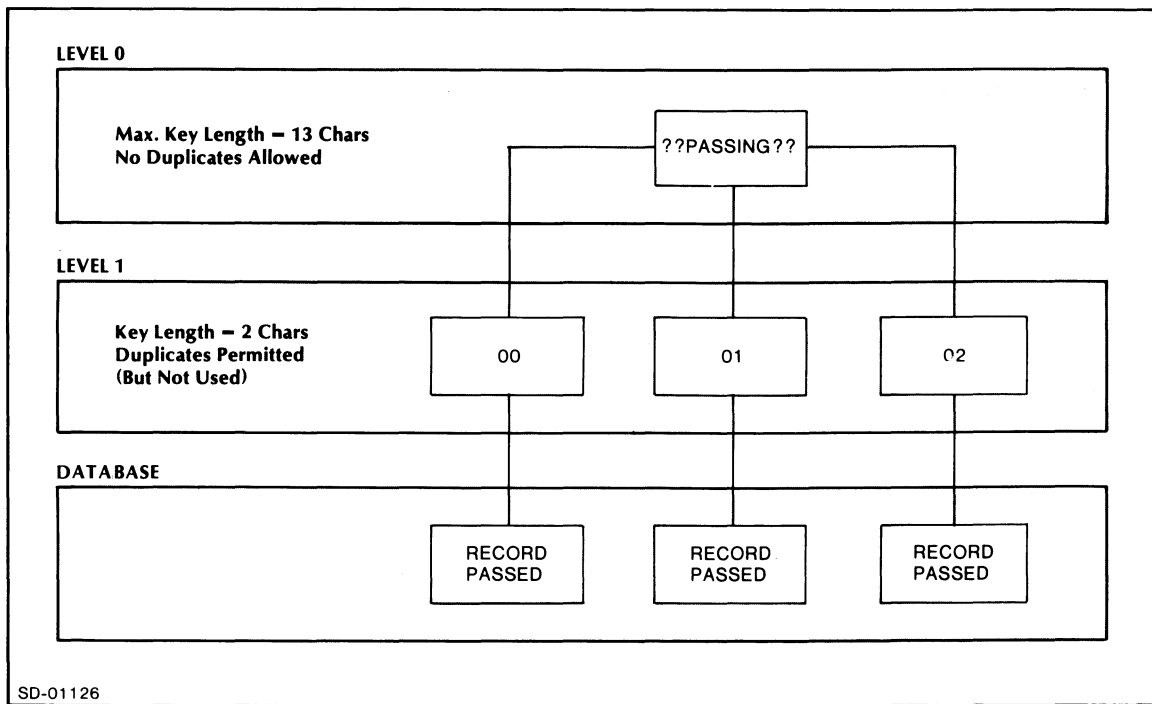 LEVEL 0
Max. Key Length – 13 Chars
No Duplicates Allowed
??PASSING??
LEVEL 1
Key Length – 2 Chars
Duplicates Permitted
(But Not Used)
00
01
02
DATABASE
RECORD
PASSED
RECORD
PASSED
RECORD
PASSED
SD-01126